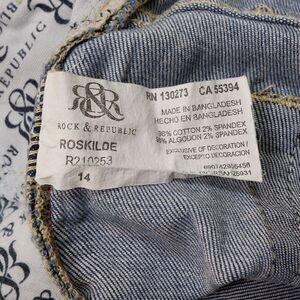 ROCK & REPUBLIC
ROSKILDE
R210253
14
RN 130273 CA 55394
MADE IN BANGLADESH
HECHO EN BANGLADESH
98% COTTON 2% SPANDEX
98% ALGODON 2% SPANDEX
EXCLUSIVE OF DECORATION /
EXCEPTO DECORACION
REPUBLIC